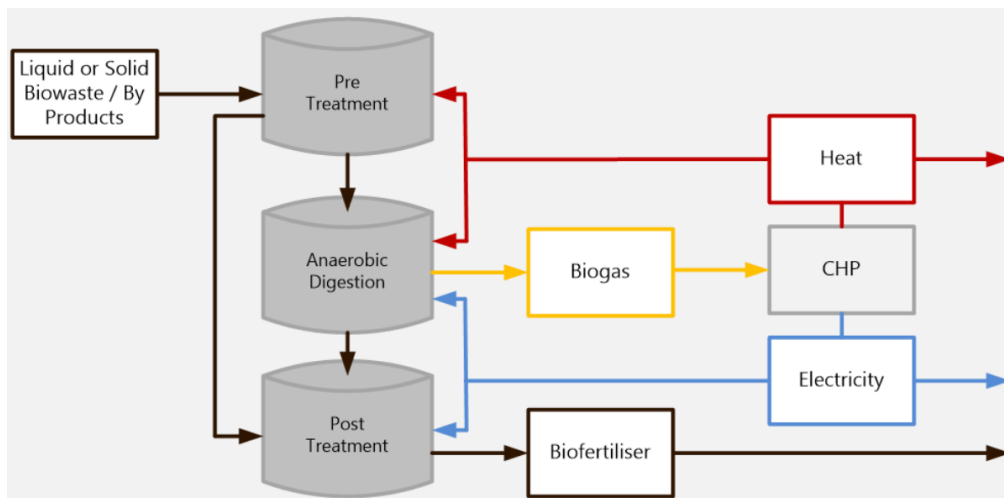 Liquid or Solid
Biowaste / By
Products
Pre
Treatment
Heat
Anaerobic
Digestion
Biogas
CHP
Electricity
Post
Treatment
Biofertiliser